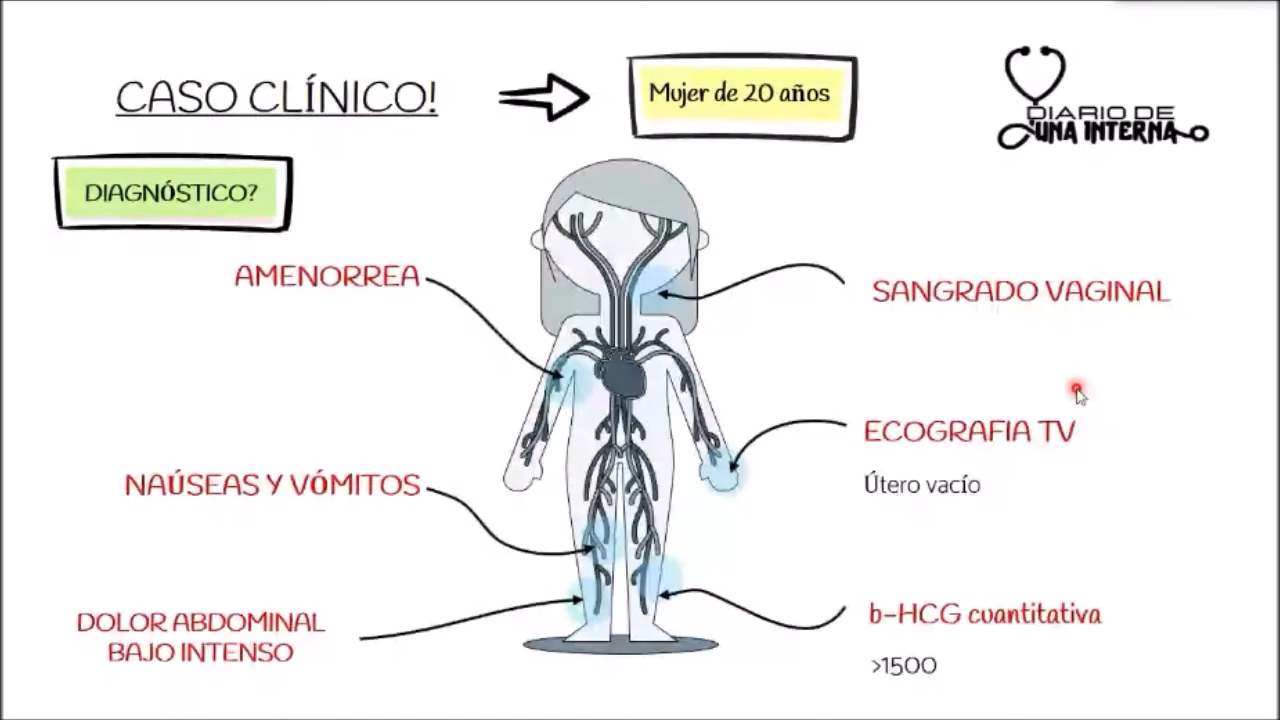 CASO CLÍNICO!
Mujer de 20 años
DIARIO DE
UNA INTERNA
DIAGNÓSTICO?
AMENORREA
SANGRADO VAGINAL
ECOGRAFIA TV
Útero vacío
NAÚSEAS Y VÓMITOS
DOLOR ABDOMINAL
BAJO INTENSO
b-HCG cuantitativa
>1500